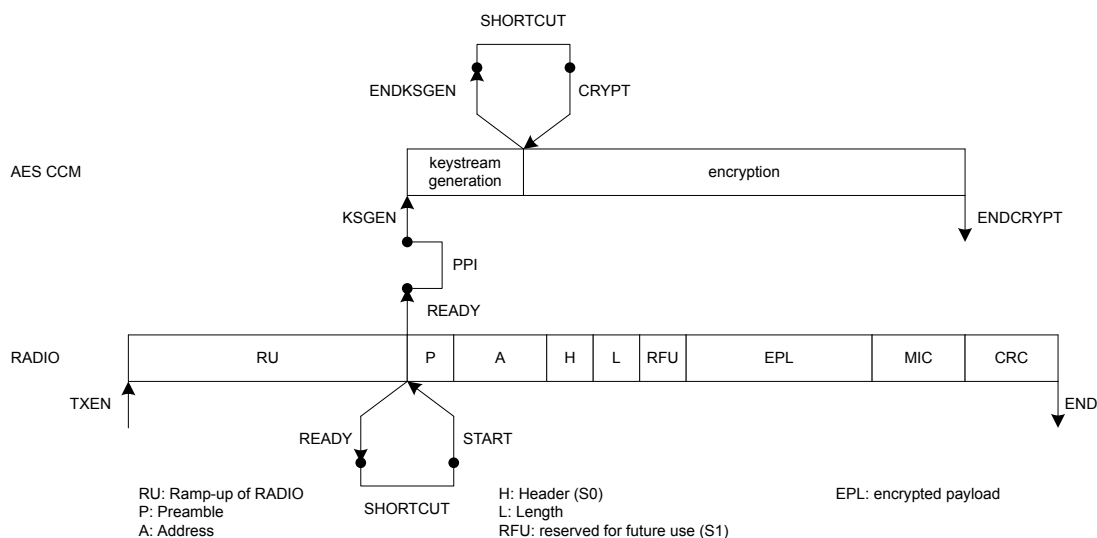 SHORTCUT
ENDKSGEN
CRYPT
AES CCM
keystream
generation
encryption
KSGEN
ENDCRYPT
PPI
READY
RADIO
RU
P
A
H
L
RFU
EPL
MIC
CRC
TXEN
END
READY
START
SHORTCUT
RU: Ramp-up of RADIO
P: Preamble
A: Address
H: Header (S0)
L: Length
RFU: reserved for future use (S1)
EPL: encrypted payload